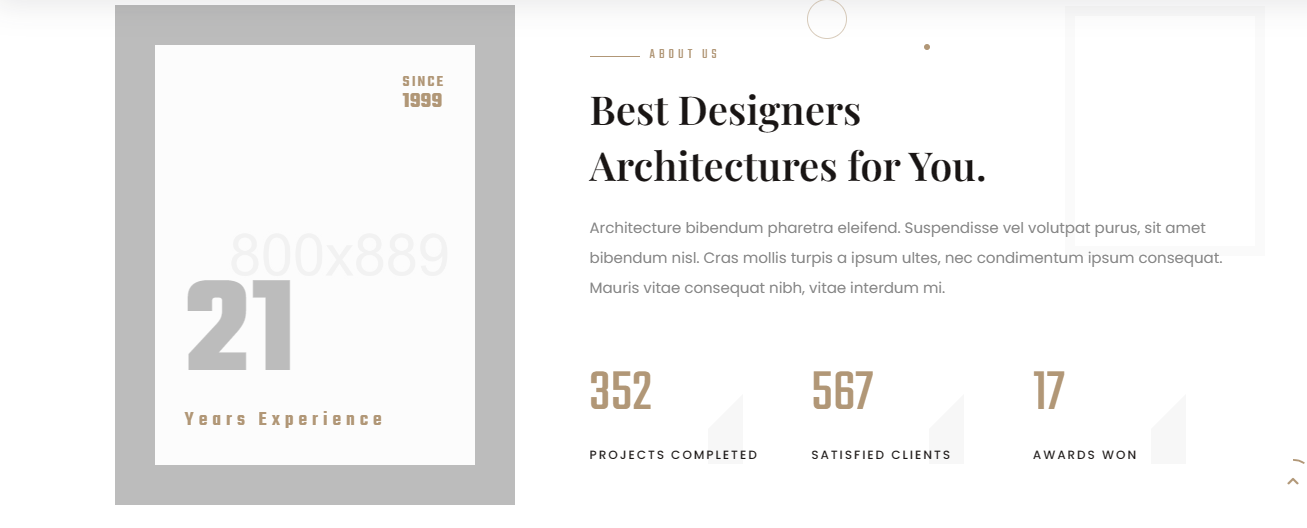 SINCE
1999
800x889
21
Years Experience
ABOUT US
Best Designers
Architectures for You.
Architecture bibendum pharetra eleifend. Suspendisse vel volutpat purus, sit amet
bibendum nisl. Cras mollis turpis a ipsum ultes, nec condimentum ipsum consequat.
Mauris vitae consequat nibh, vitae interdum mi.
352
567
17
PROJECTS COMPLETED
SATISFIED CLIENTS
AWARDS WON